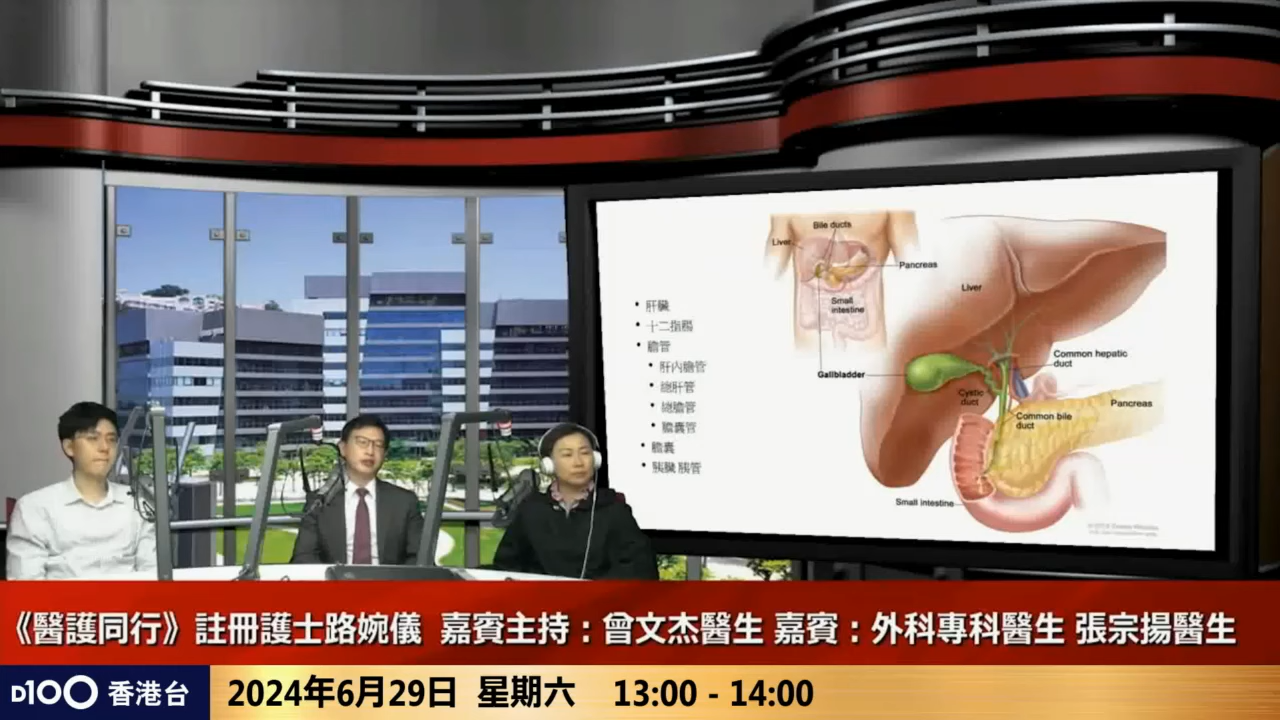 Bile ducts
Liver
Pancreas
Small
intestine
Liver
Gallbladder
Common hepatic
duct
Cystic
duct
Common bile
duct
Pancreas
Small intestine
• 肝臟
• 十二指腸
• 膽管
• 肝內膽管
• 總肝管
• 總膽管
• 膽囊管
• 膽囊
• 胰臟 胰管
《醫護同行》註冊護士路婉儀 嘉賓主持：曾文杰醫生 嘉賓：外科專科醫生 張宗揚醫生
D100 香港台 2024年6月29日 星期六 13:00 - 14:00